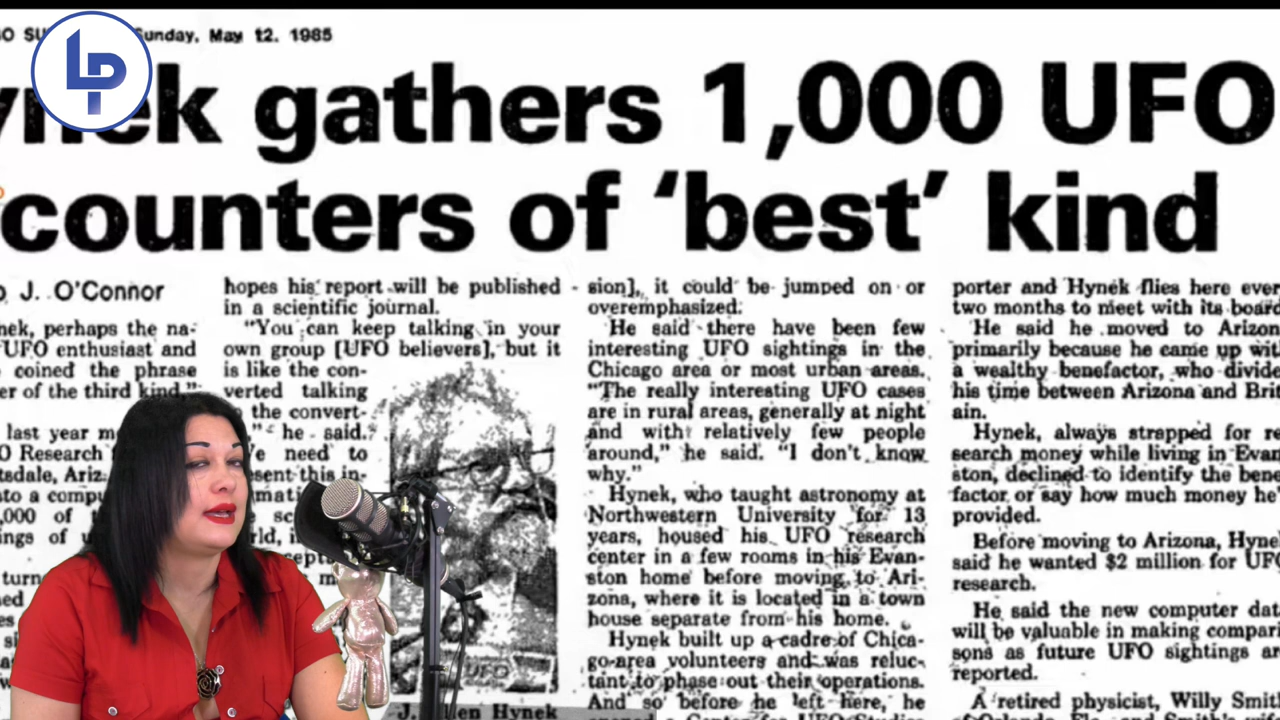 LP
Sunday, May 12, 1985
gathers 1,000 UFO
counters of ‘best’ kind
J. O'Connor
nek, perhaps the na-
UFO enthusiast and
coined the phrase
er of the third kind,"
last year
O Research
tsdale, Ariz.
,000 of
ings of
turn
hopes his report will be published
in a scientific journal.
"You can keep talking in your
own group [UFO believers], but it
is like the con-
verted talking
the convert-
" he said.
need to
this in-
UFO
J. Hynek
sion], it could be jumped on or
overemphasized.
He said there have been few
interesting UFO sightings in the
Chicago area or most urban areas.
"The really interesting UFO cases
are in rural areas, generally at night
and with relatively few people
around," he said. "I don't know
why."
Hynek, who taught astronomy at
Northwestern University for 13
years, housed his UFO research
center in a few rooms in his Evan-
ston home before moving to Ari-
zona, where it is located in a town
house separate from his home.
Hynek built up a cadre of Chica-
go-area volunteers and was reluc-
tant to phase out their operations.
And so before he left here, he
a Center for UFO Studies
porter and Hynek flies here ever
two months to meet with its board
He said he moved to Arizon
primarily because he came up wit
a wealthy benefactor, who divide
his time between Arizona and Brit
ain.
Hynek, always strapped for re
search money while living in Evan
ston, declined to identify the bene
factor or say how much money he
provided.
Before moving to Arizona, Hyne
said he wanted $2 million for UF
research.
He said the new computer dat
will be valuable in making compari
sons as future UFO sightings ar
reported.
A retired physicist, Willy Smit